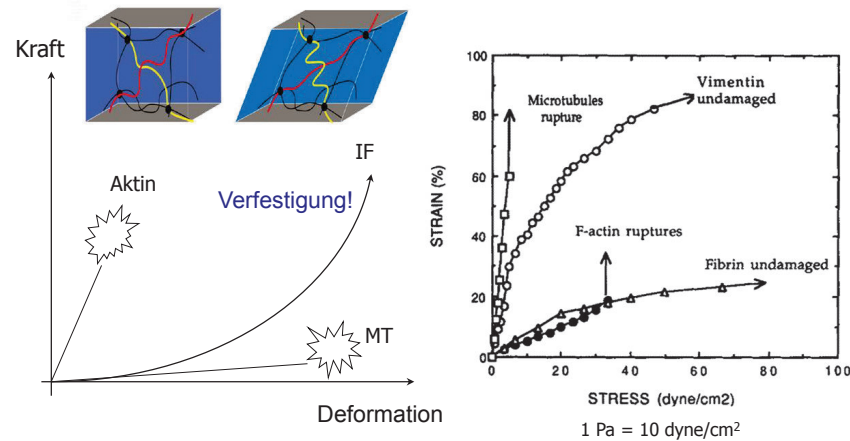 Kraft
Aktin
IF
Verfestigung!
MT
Deformation
100
80
60
40
20
0
STRAIN (%)
Microtubules
rupture
Vimentin
undamaged
F-actin ruptures
Fibrin undamaged
0
20
40
60
80
100
STRESS (dyne/cm2)
1 Pa = 10 dyne/cm²